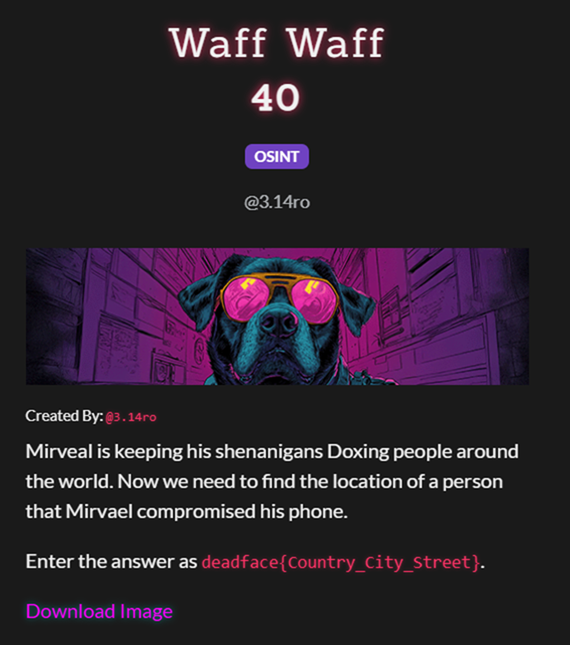 Waff Waff
40
OSINT
@3.14ro
Created By: @3.14ro
Mirveal is keeping his shenanigans Doxing people around
the world. Now we need to find the location of a person
that Mirvael compromised his phone.
Enter the answer as deadface{Country_City_Street}.
Download Image